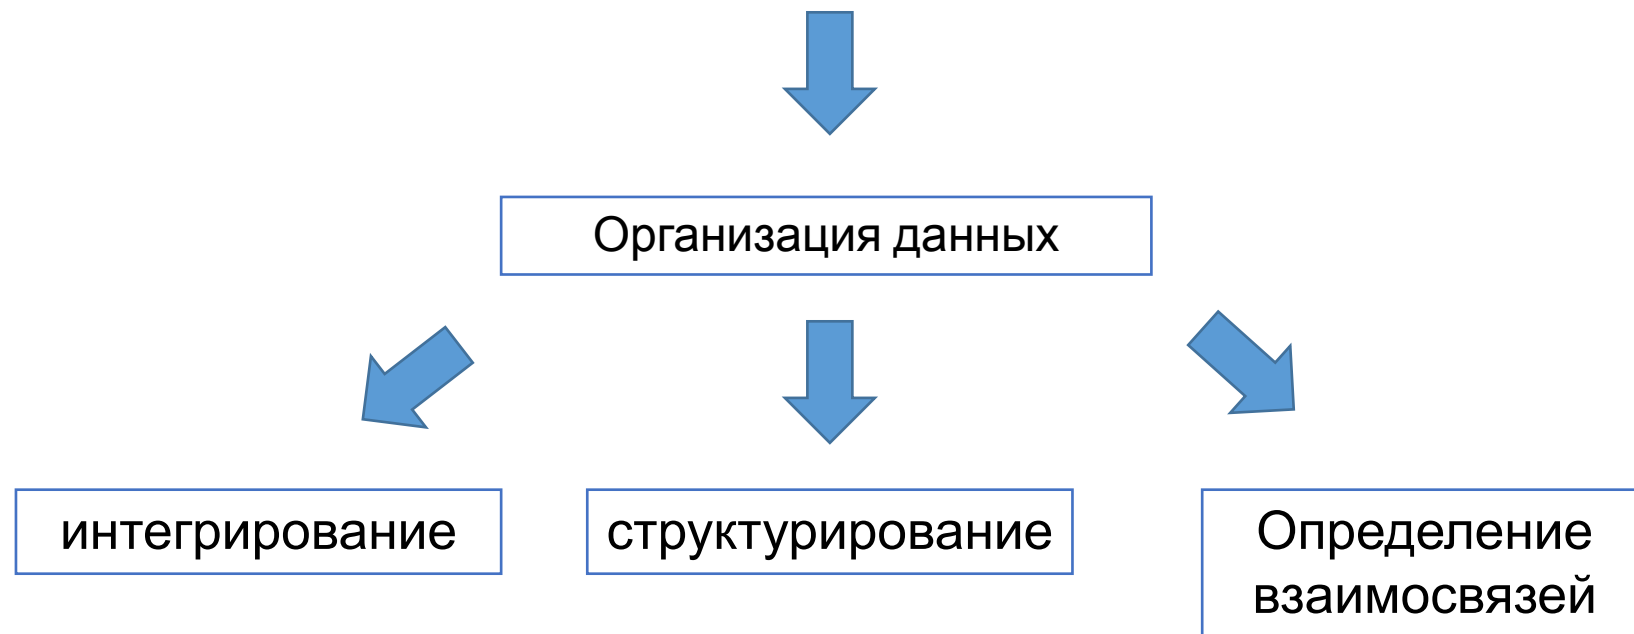 Организация данных
интегрирование
структурирование
Определение
взаимосвязей